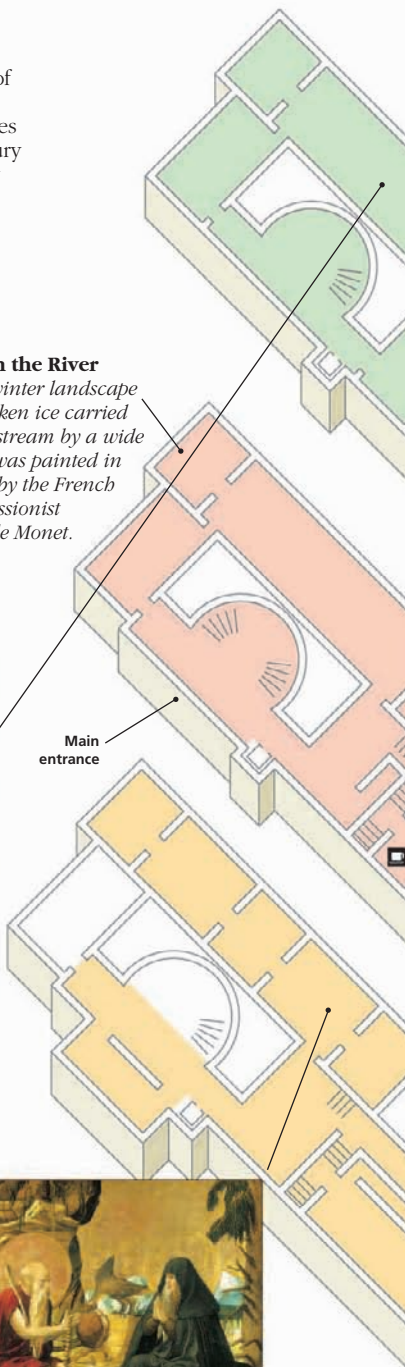 of
es
ury
n the River
winter landscape
ken ice carried
stream by a wide
was painted in
by the French
ssionist
e Monet.
Main
entrance